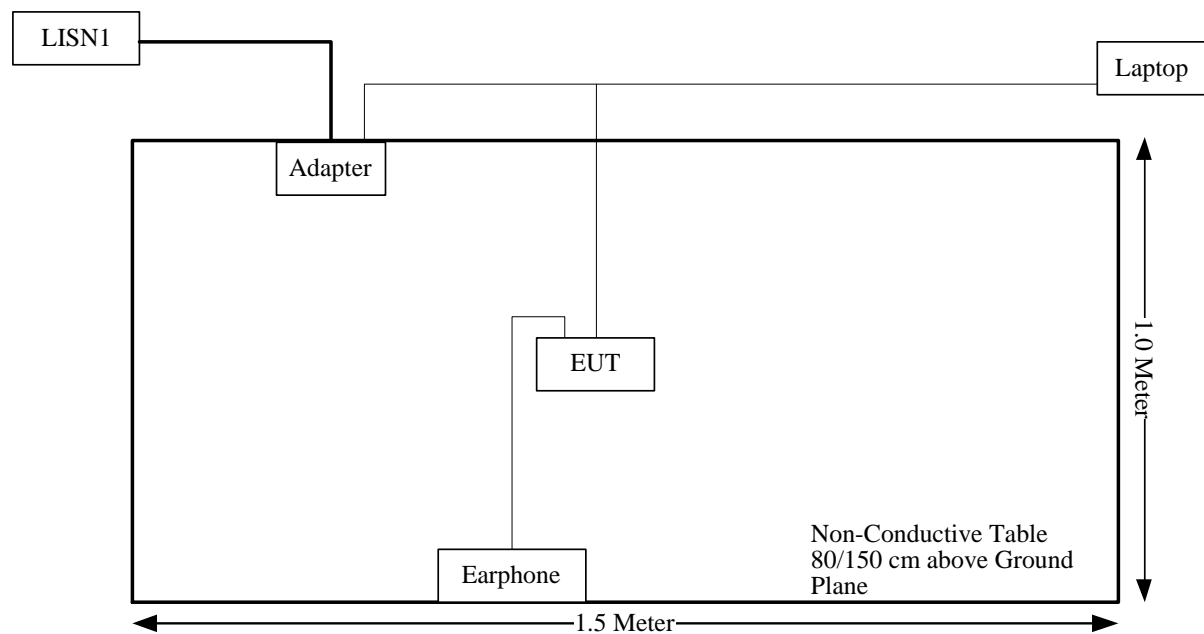 LISN1
Laptop
Adapter
EUT
1.0 Meter
Non-Conductive Table
80/150 cm above Ground
Plane
Earphone
1.5 Meter